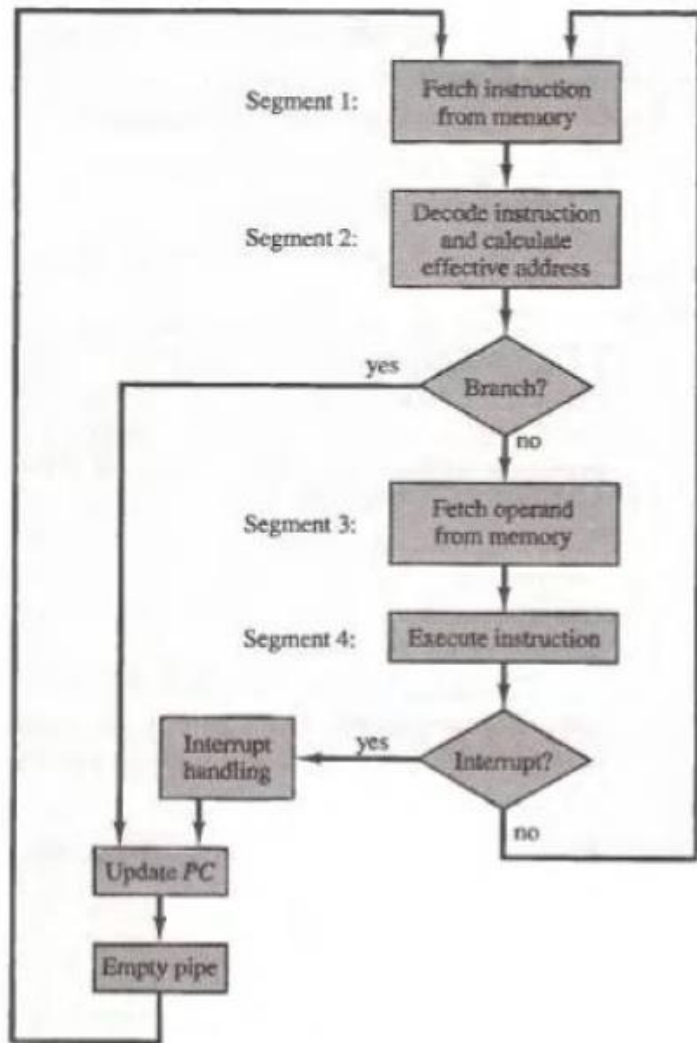 Segment 1:
Fetch instruction
from memory
Segment 2:
Decode instruction
and calculate
effective address
yes
Branch?
no
Segment 3:
Fetch operand
from memory
Segment 4:
Execute instruction
Interrupt
handling
yes
Interrupt?
no
Update PC
Empty pipe